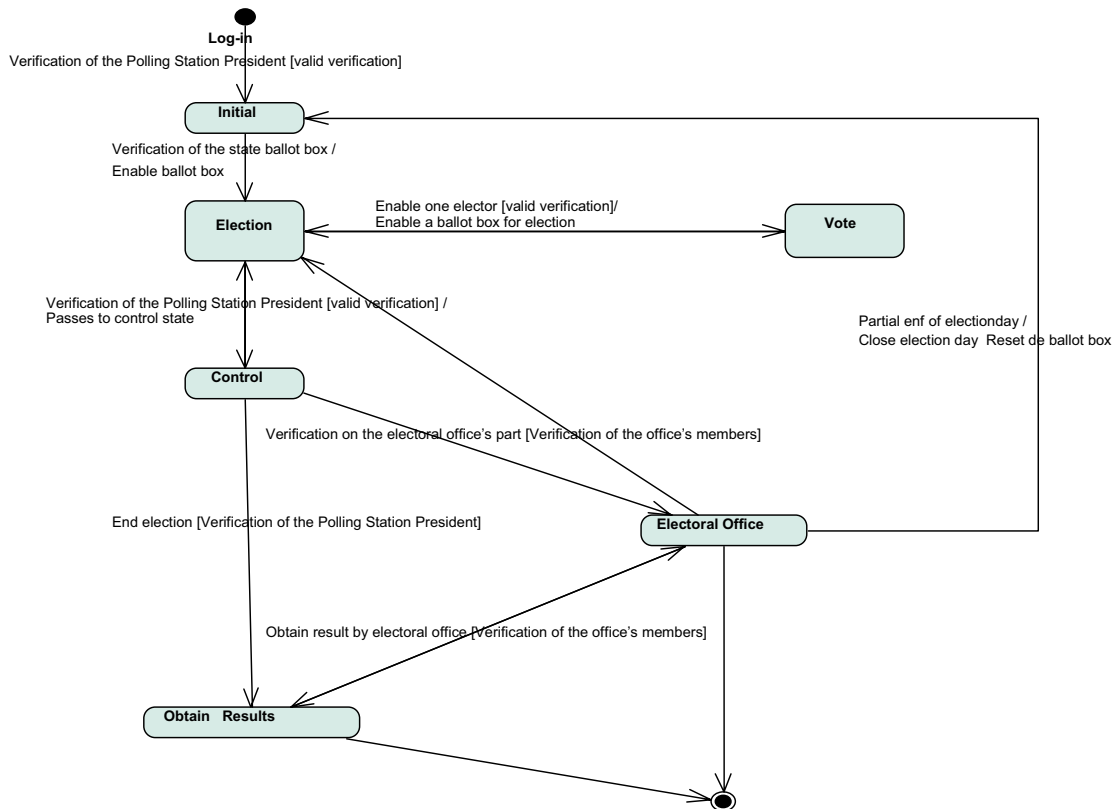 Log-in
Verification of the Polling Station President [valid verification]
Initial
Verification of the state ballot box /
Enable ballot box
Enable one elector [valid verification]/
Enable a ballot box for election
Election
Vote
Verification of the Polling Station President [valid verification] /
Passes to control state
Partial enf of electionday /
Close election day Reset de ballot box
Control
Verification on the electoral office's part [Verification of the office's members]
End election [Verification of the Polling Station President]
Electoral Office
Obtain result by electoral office [Verification of the office's members]
Obtain Results